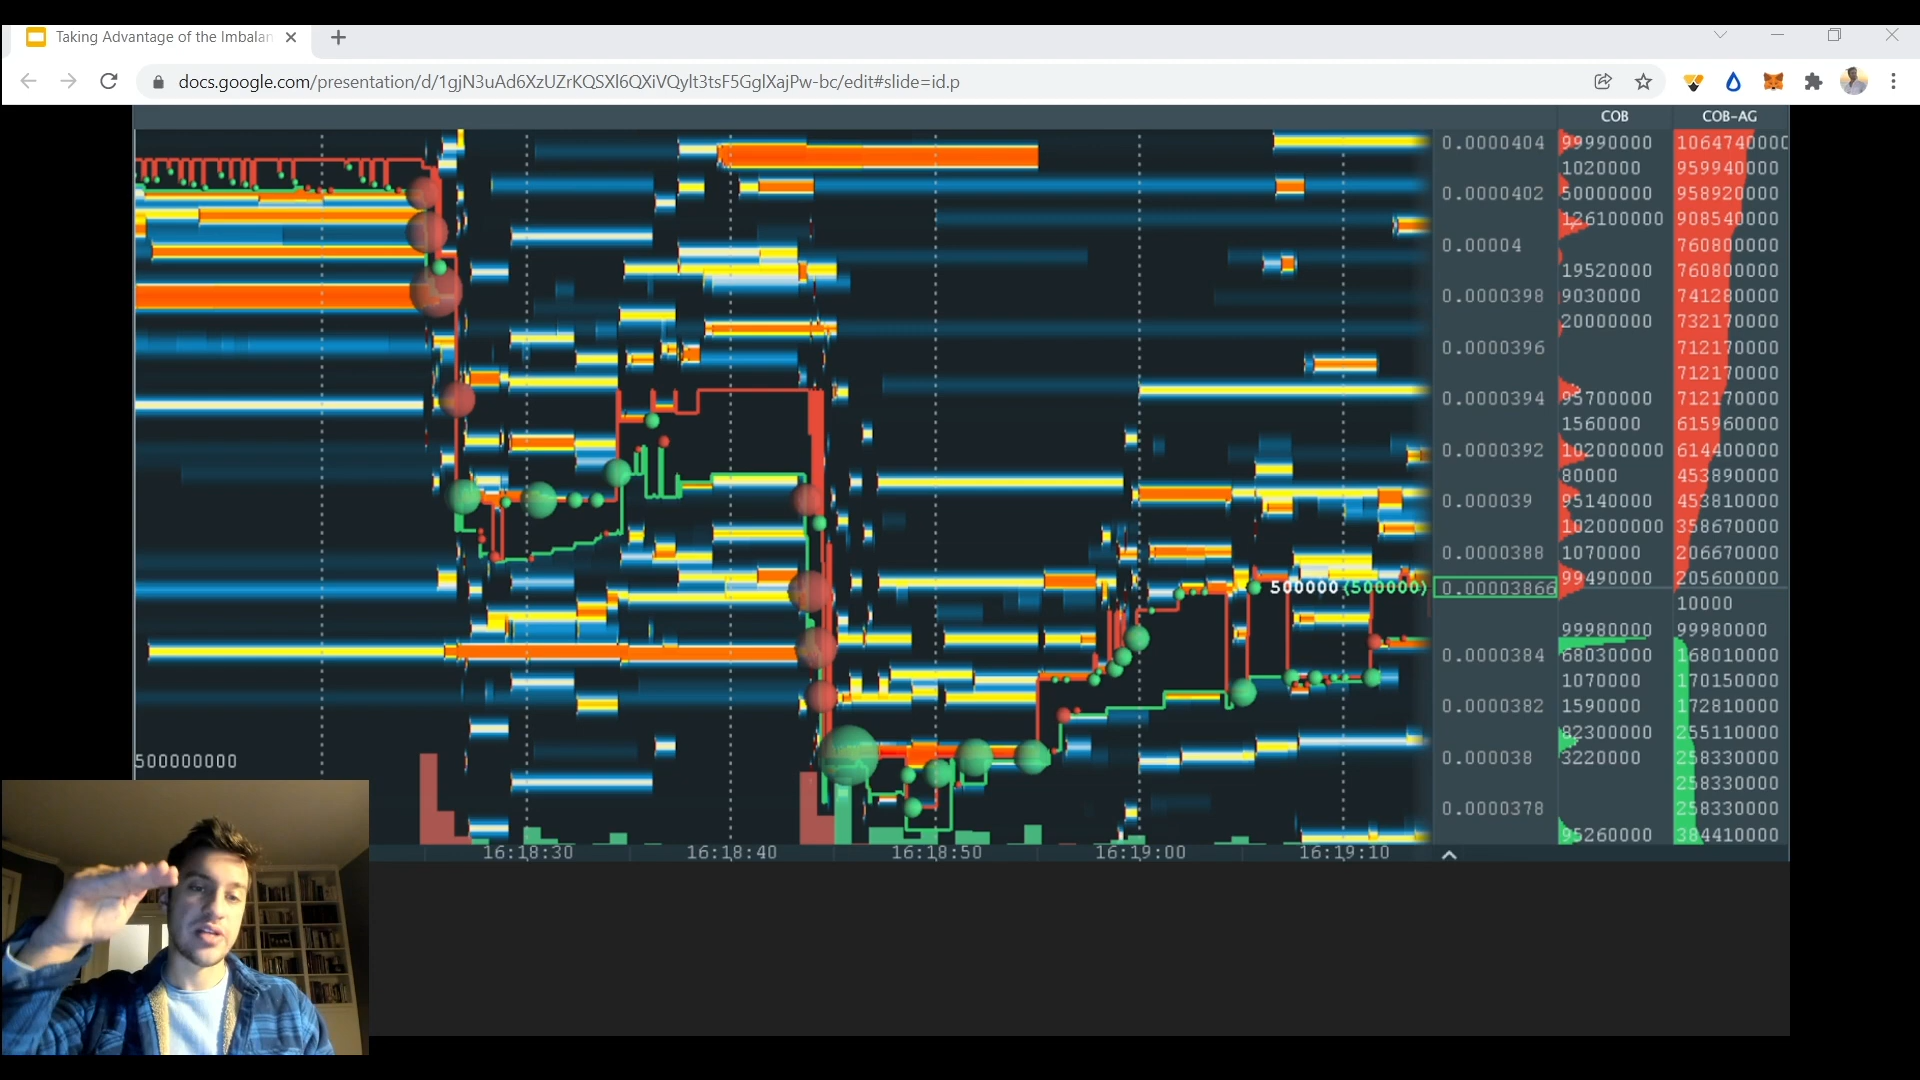 Taking Advantage of the Imbalan
docs.google.com/presentation/d/1gjN3uAd6XzUZrKQSXl6QXiVQylt3tsF5GglXajPw-bc/edit#slide=id.p
COB COB-AG
0.0000404 99990000 1064740000
1020000 959940000
0.0000402 50000000 958920000
126100000 908540000
0.00004 760800000
19520000 760800000
0.0000398 9030000 741280000
20000000 732170000
0.0000396 712170000
712170000
0.0000394 95700000 712170000
1560000 615960000
0.0000392 102000000 614400000
80000 453890000
0.000039 95140000 453810000
102000000 358670000
0.0000388 1070000 206670000
99490000 205600000
500000 (500000) 0.00003866
10000
99980000 99980000
0.0000384 68030000 168010000
1070000 170150000
0.0000382 1590000 172810000
82300000 255110000
500000000 0.000038 3220000 258330000
258330000
0.0000378 258330000
95260000 384410000
16:18:30 16:18:40 16:18:50 16:19:00 16:19:10